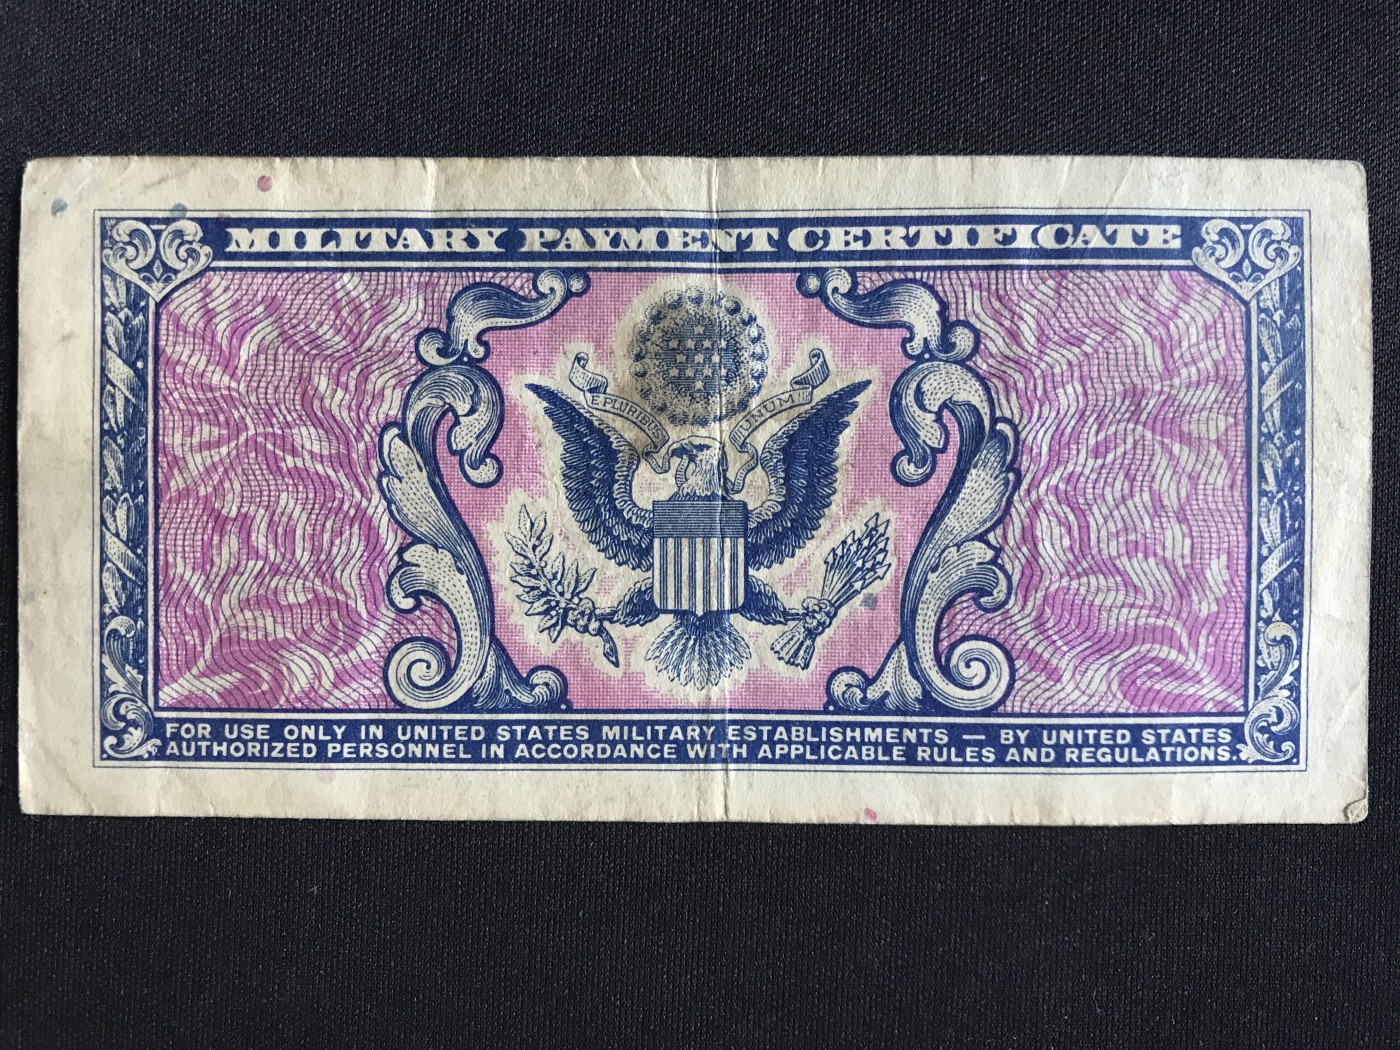 MILITARY PAYMENT CERTIFICATE
E PLURIBUS UNUM
FOR USE ONLY IN UNITED STATES MILITARY ESTABLISHMENTS — BY UNITED STATES
AUTHORIZED PERSONNEL IN ACCORDANCE WITH APPLICABLE RULES AND REGULATIONS.